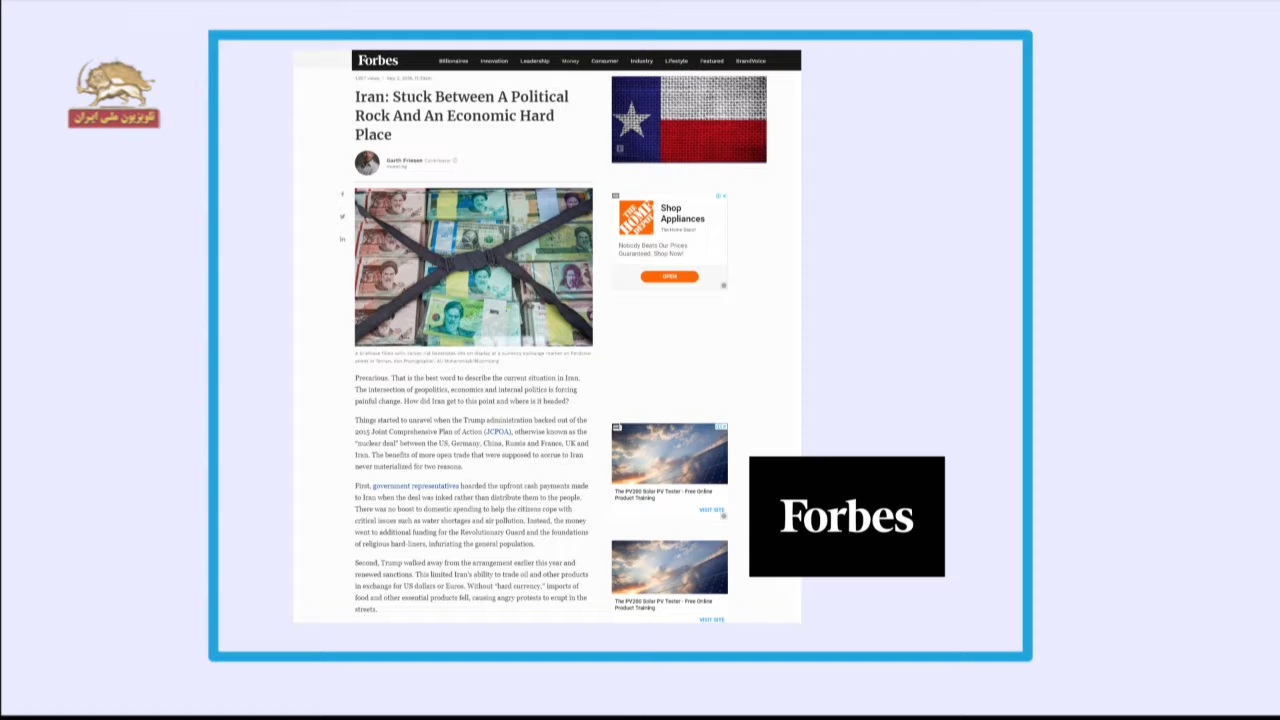 تلویزیون ملی ایران
Forbes
Billionaires Innovation Leadership Money Consumer Industry Lifestyle Featured BrandVoice
Iran: Stuck Between A Political
Rock And An Economic Hard
Place
Garth Friesen Contributor
f
in
Precarious. That is the best word to describe the current situation in Iran.
The intersection of geopolitics, economics and internal politics is forcing
painful change. How did Iran get to this point and where is it headed?
Things started to unravel when the Trump administration backed out of the
2015 Joint Comprehensive Plan of Action (JCPOA), otherwise known as the
"nuclear deal" between the US, Germany, China, Russia and France, UK and
Iran. The benefits of more open trade that were supposed to accrue to Iran
never materialized for two reasons.
First, government representatives hoarded the upfront cash payments made
to Iran when the deal was inked rather than distribute them to the people.
There was no boost to domestic spending to help the citizens cope with
critical issues such as water shortages and air pollution. Instead, the money
went to additional funding for the Revolutionary Guard and the foundations
of religious hard-liners, infuriating the general population.
Second, Trump walked away from the arrangement earlier this year and
renewed sanctions. This limited Iran's ability to trade oil and other products
in exchange for US dollars or Euros. Without "hard currency," imports of
food and other essential products fell, causing angry protests to erupt in the
streets.
THE HOME DEPOT
Shop
Appliances
The Home Depot
Nobody Beats Our Prices
Guaranteed. Shop Now!
OPEN
The PV200 Solar PV Tester - Free Online
Product Training
VISIT SITE
The PV200 Solar PV Tester - Free Online
Product Training
VISIT SITE
Forbes